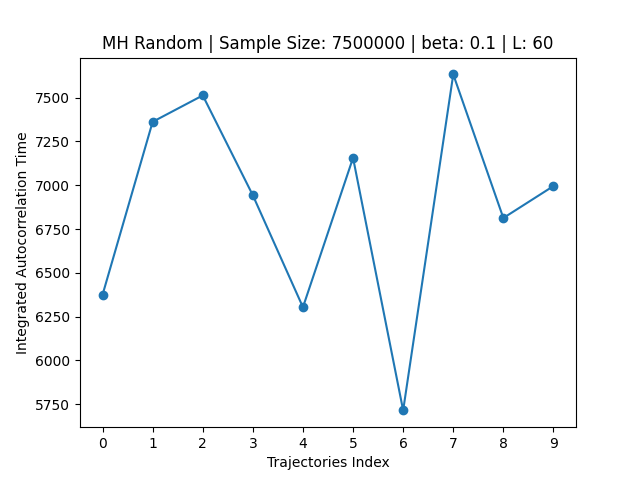 MH Random | Sample Size: 7500000 | beta: 0.1 | L: 60
Integrated Autocorrelation Time
7500
7250
7000
6750
6500
6250
6000
5750
0 1 2 3 4 5 6 7 8 9
Trajectories Index